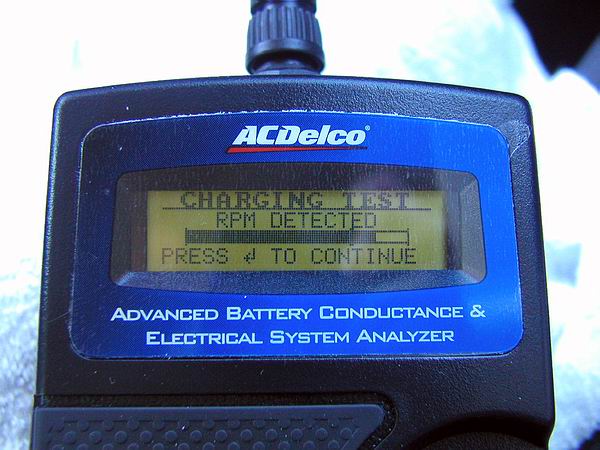 ACDelco®
CHARGING TEST
RPM DETECTED
PRESS ↵ TO CONTINUE
ADVANCED BATTERY CONDUCTANCE &
ELECTRICAL SYSTEM ANALYZER